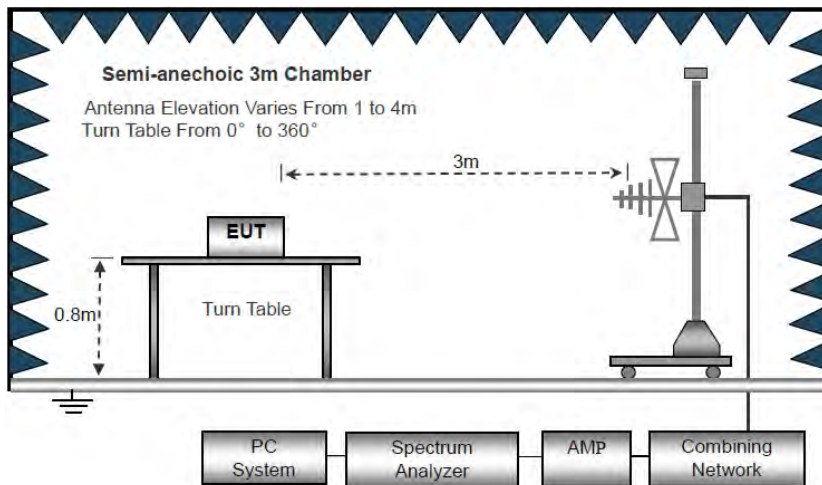 Semi-anechoic 3m Chamber
Antenna Elevation Varies From 1 to 4m
Turn Table From 0° to 360°
3m
EUT
0.8m
Turn Table
PC
System
Spectrum
Analyzer
AMP
Combining
Network